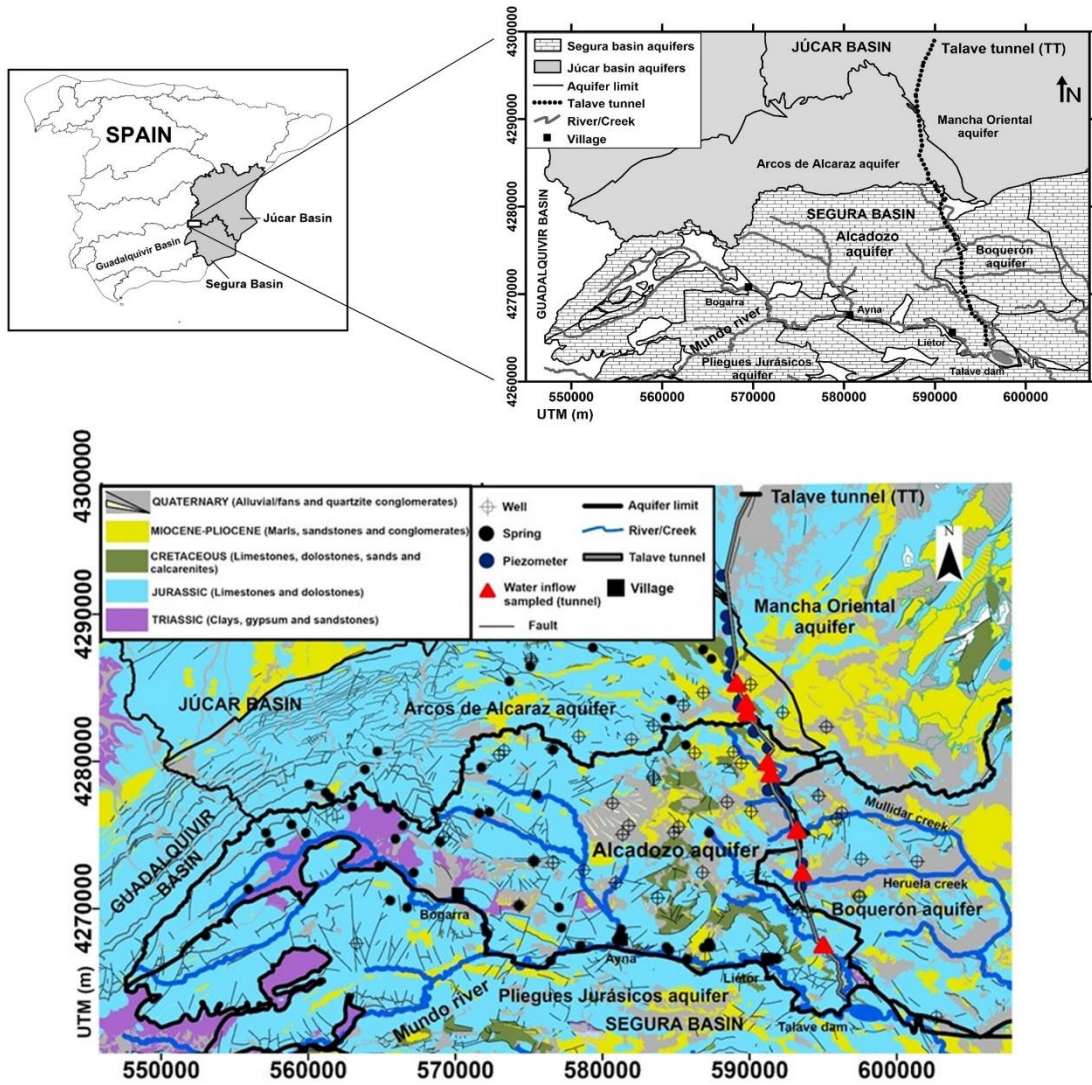 SPAIN
Júcar Basin
Guadalquivir Basin
Segura Basin
Segura basin aquifers
Júcar basin aquifers
Aquifer limit
Talave tunnel
River/Creek
Village
JÚCAR BASIN
Talave tunnel (TT)
N
Mancha Oriental
aquifer
Arcos de Alcaraz aquifer
GUADALQUIVIR BASIN
SEGURA BASIN
Alcadozo
aquifer
Boquerón
aquifer
Bogarra
Ayna
Liétor
Mundo river
Pliegues Jurásicos
aquifer
Talave dam
4300000
4290000
4280000
4270000
4260000
UTM (m)
550000 560000 570000 580000 590000 600000
QUATERNARY (Alluvial/fans and quartzite conglomerates)
MIOCENE-PLIOCENE (Marls, sandstones and conglomerates)
CRETACEOUS (Limestones, dolostones, sands and
calcarenites)
JURASSIC (Limestones and dolostones)
TRIASSIC (Clays, gypsum and sandstones)
Well
Spring
Piezometer
Water inflow
sampled (tunnel)
Fault
Aquifer limit
River/Creek
Talave tunnel
Village
Talave tunnel (TT)
N
Mancha Oriental
aquifer
JÚCAR BASIN
Arcos de Alcaraz aquifer
GUADALQUIVIR
BASIN
Mullidar creek
Alcadozo aquifer
Heruela creek
Boquerón aquifer
Bogarra
Ayna
Liétor
Mundo river
Pliegues Jurásicos aquifer
SEGURA BASIN
Talave dam
4300000
4290000
4280000
4270000
UTM (m)
550000 560000 570000 580000 590000 600000